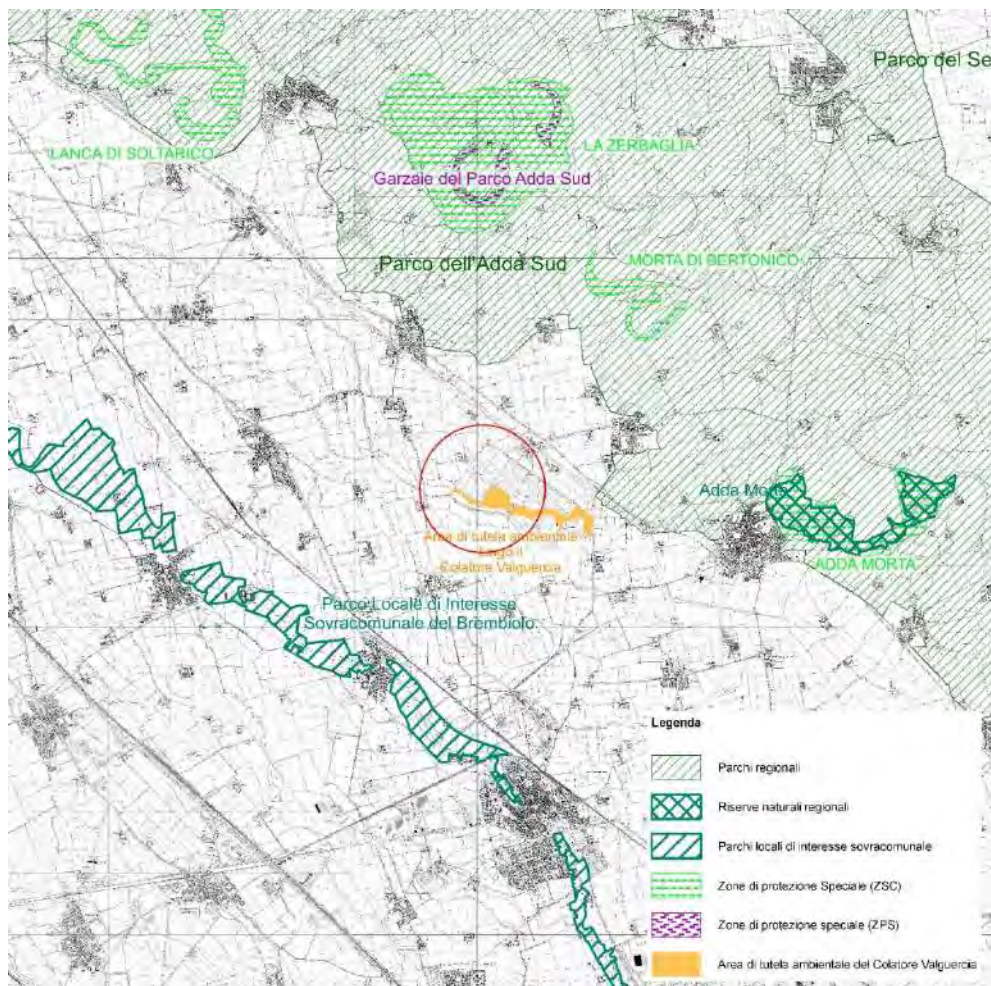 Parco del Se
LANCA DI SOLTARICO
LA ZERBAGLIA
Garzaie del Parco Adda Sud
Parco dell'Adda Sud
MORTA DI BERTONICO
Adda Morta
Area di tutela ambientale
lungo il
Colatore Valguercia
ADDA MORTA
Parco Locale di Interesse
Sovracomunale del Brembiolo
Legenda
Parchi regionali
Riserve naturali regionali
Parchi locali di interesse sovracomunale
Zone di protezione Speciale (ZSC)
Zone di protezione speciale (ZPS)
Area di tutela ambientale del Colatore Valguercia